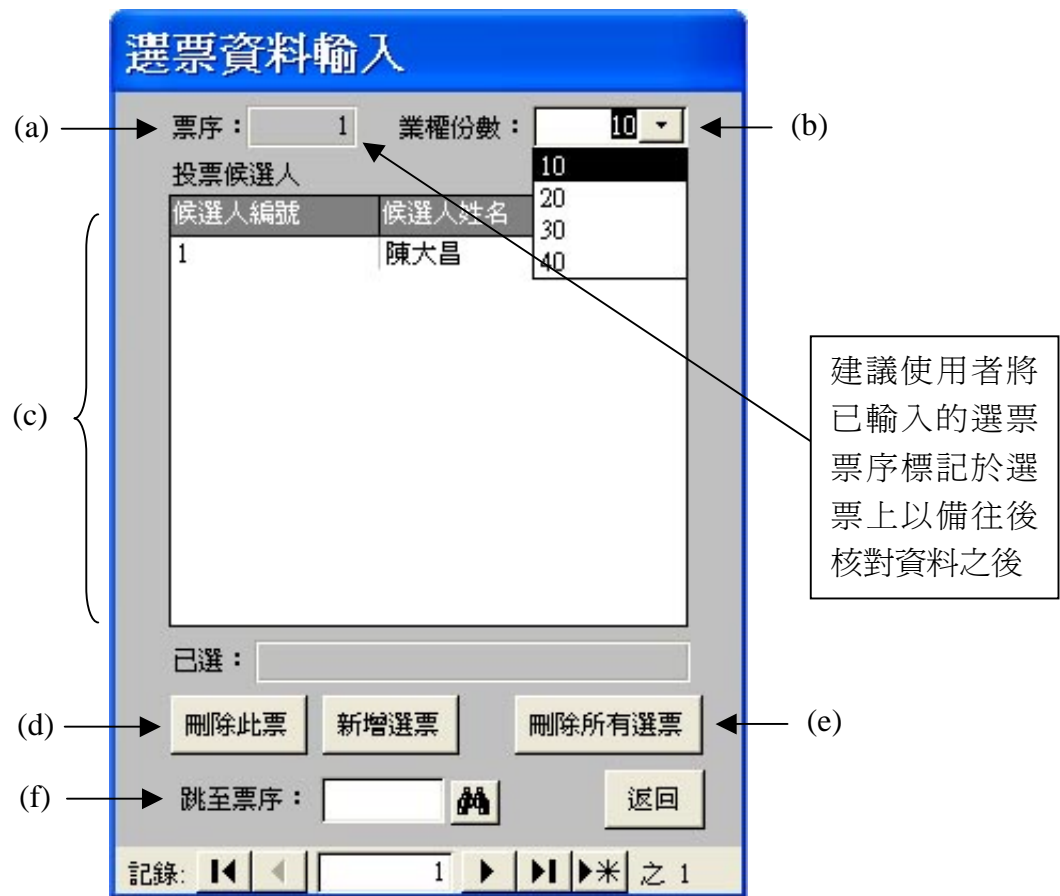 選票資料輸入
(a) 票序： 1 業權份數： 10 (b)
投票候選人
10
20
30
40
候選人編號 候選人姓名
1 陳大昌
(c)
建議使用者將
已輸入的選票
票序標記於選
票上以備往後
核對資料之後
已選：
(d) 刪除此票 新增選票 刪除所有選票 (e)
(f) 跳至票序： 返回
記錄: 1 之 1